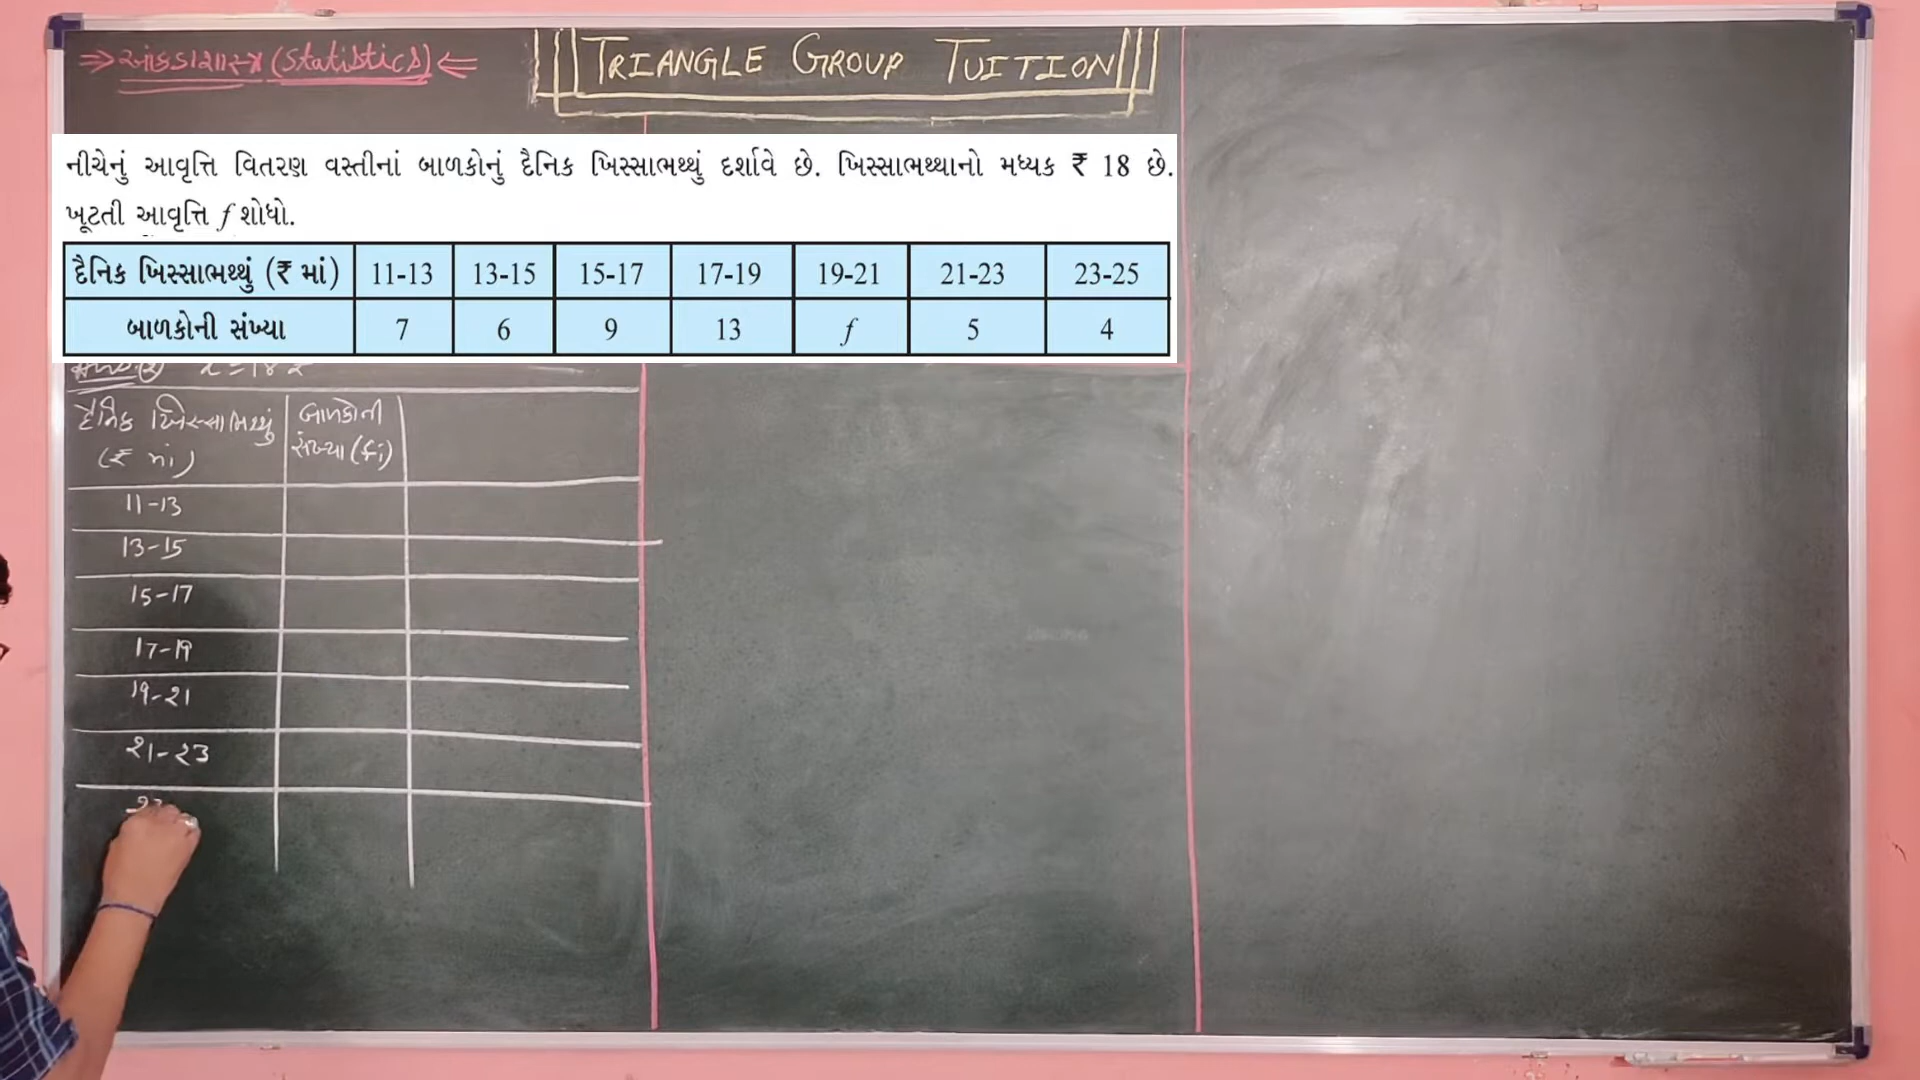 ⇒ આંકડાશાસ્ત્ર (Statistics) ⇐
TRIANGLE GROUP TUITION
નીચેનું આવૃત્તિ વિતરણ વસ્તીનાં બાળકોનું દૈનિક ખિસ્સાભથ્થું દર્શાવે છે. ખિસ્સાભથ્થાનો મધ્યક ₹ 18 છે.
ખૂટતી આવૃત્તિ f શોધો.
દૈનિક ખિસ્સાભથ્થું (₹ માં) 11-13 13-15 15-17 17-19 19-21 21-23 23-25
બાળકોની સંખ્યા 7 6 9 13 f 5 4
દૈનિક ખિસ્સાભથ્થું બાળકોની
(₹ માં) સંખ્યા (fi)
11-13
13-15
15-17
17-19
19-21
21-23